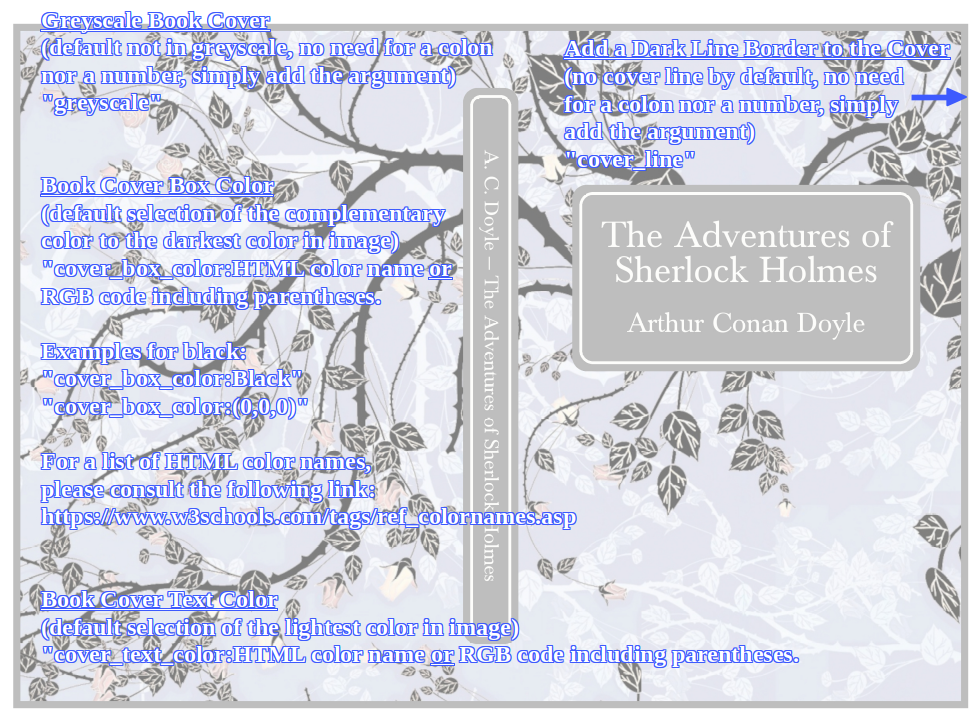 Greyscale Book Cover
(default not in greyscale, no need for a colon
nor a number, simply add the argument)
"greyscale"
Add a Dark Line Border to the Cover
(no cover line by default, no need
for a colon nor a number, simply
add the argument)
"cover_line"
Book Cover Box Color
(default selection of the complementary
color to the darkest color in image)
"cover_box_color:HTML color name or
RGB code including parentheses.
Examples for black:
"cover_box_color:Black"
"cover_box_color:(0,0,0)"
For a list of HTML color names,
please consult the following link:
https://www.w3schools.com/tags/ref_colornames.asp
Book Cover Text Color
(default selection of the lightest color in image)
"cover_text_color:HTML color name or RGB code including parentheses.
A. C. Doyle – The Adventures of Sherlock Holmes
The Adventures of
Sherlock Holmes
Arthur Conan Doyle